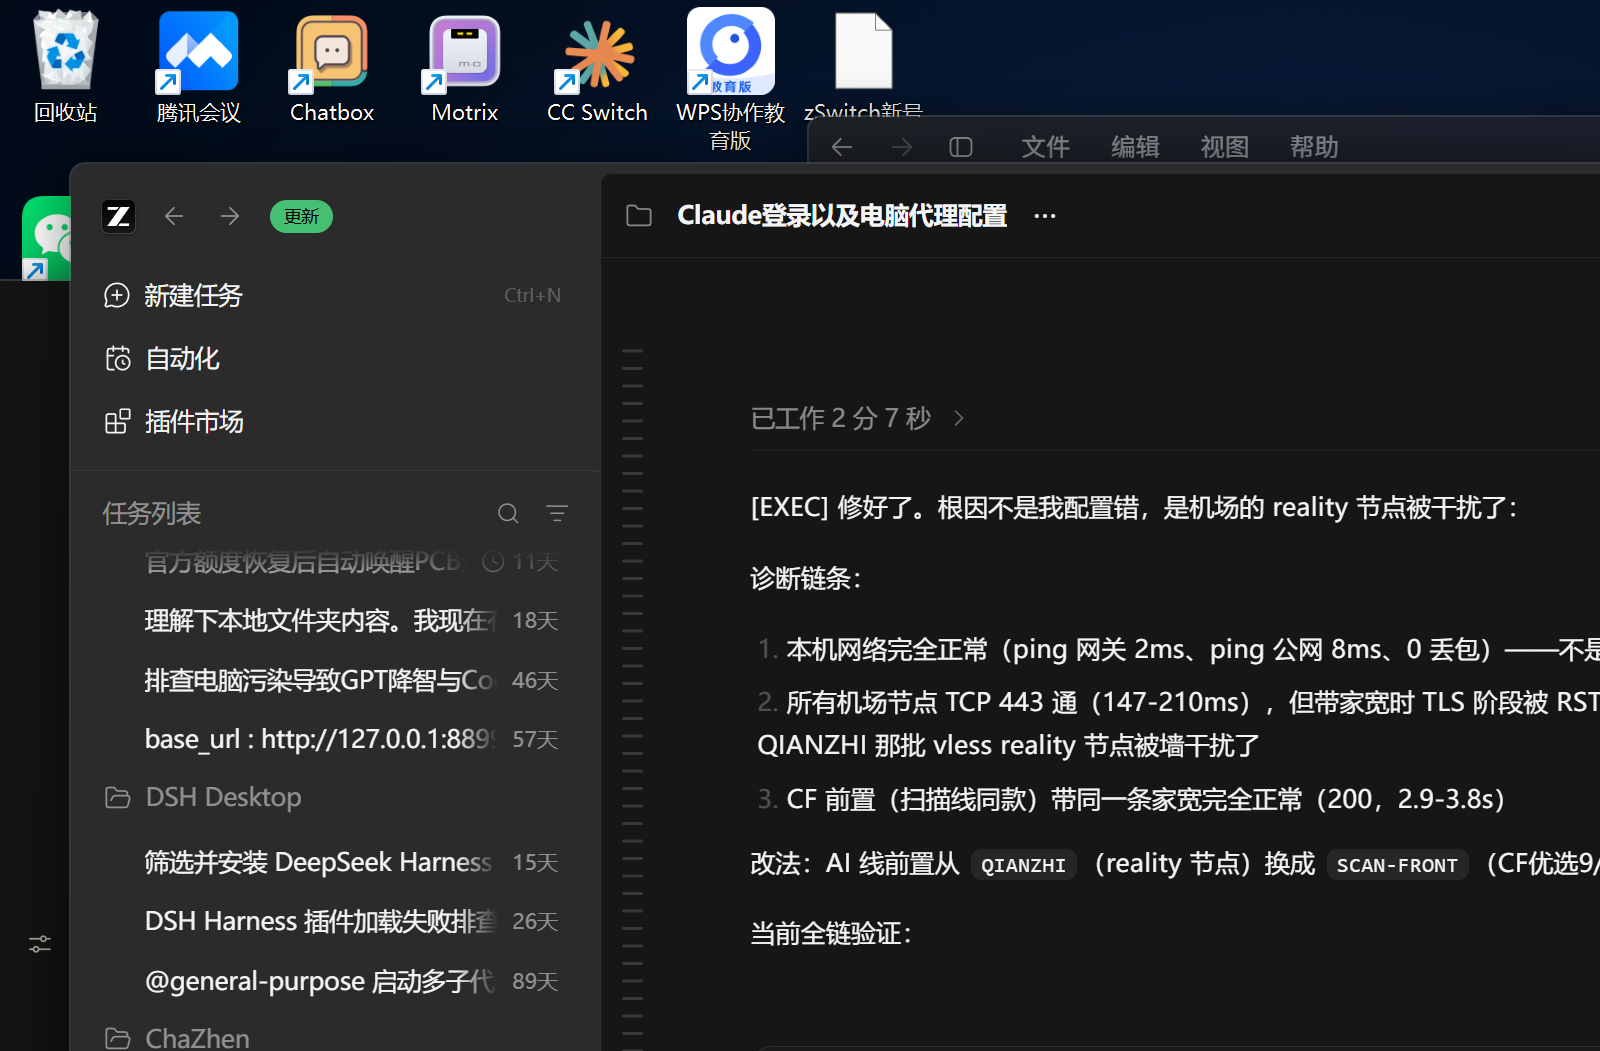 回收站
腾讯会议
Chatbox
Motrix
CC Switch
WPS协作教
育版
教育版
zSwitch新号
文件 编辑 视图 帮助
更新
Claude登录以及电脑代理配置
新建任务 Ctrl+N
自动化
插件市场
任务列表
官方额度恢复后自动唤醒PCB 11天
理解下本地文件夹内容。我现在 18天
排查电脑污染导致GPT降智与Co 46天
base_url : http://127.0.0.1:889 57天
DSH Desktop
筛选并安装 DeepSeek Harness 15天
DSH Harness 插件加载失败排查 26天
@general-purpose 启动多子代 89天
ChaZhen
已工作 2 分 7 秒
[EXEC] 修好了。根因不是我配置错，是机场的 reality 节点被干扰了：
诊断链条：
1. 本机网络完全正常（ping 网关 2ms、ping 公网 8ms、0 丢包）——不是
2. 所有机场节点 TCP 443 通（147-210ms），但带家宽时 TLS 阶段被 RST
QIANZHI 那批 vless reality 节点被墙干扰了
3. CF 前置（扫描线同款）带同一条家宽完全正常（200，2.9-3.8s）
改法：AI 线前置从 QIANZHI （reality 节点）换成 SCAN-FRONT （CF优选9/
当前全链验证：